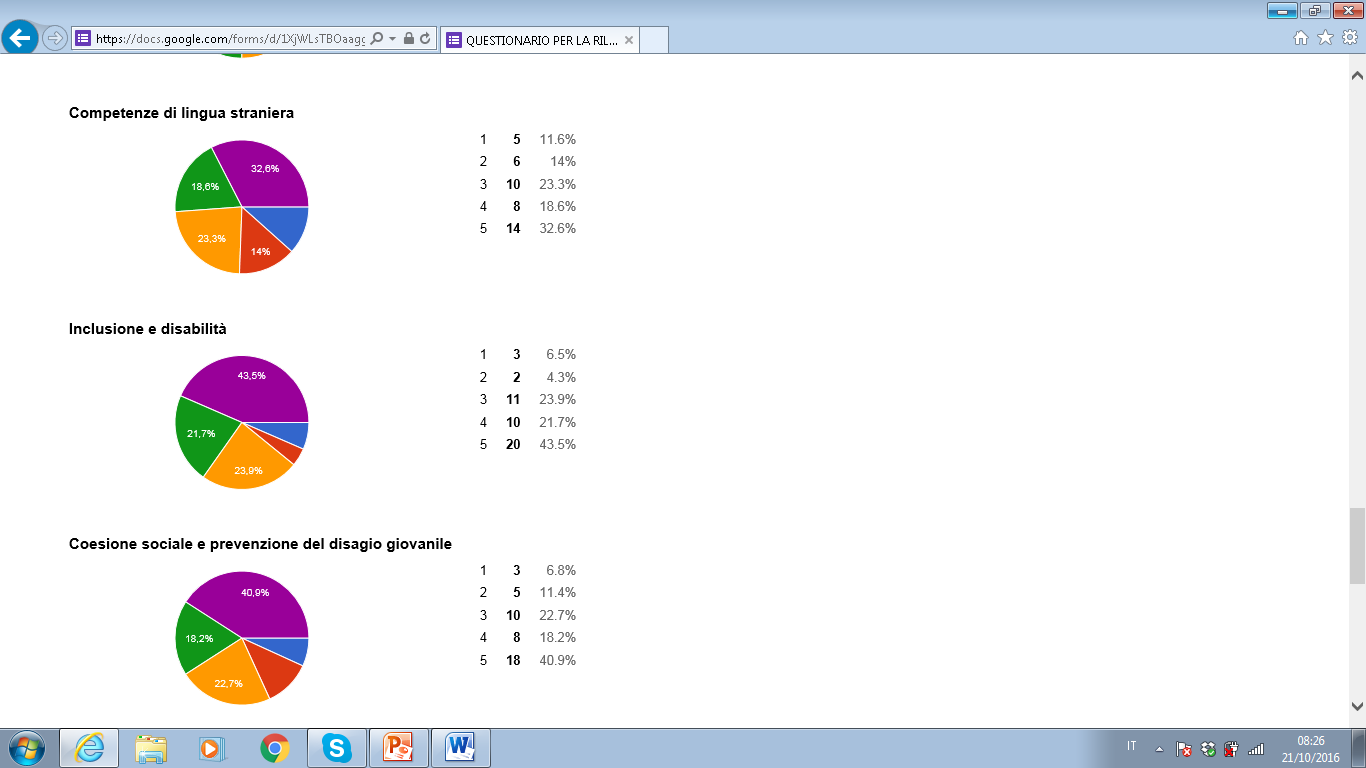 https://docs.google.com/forms/d/1XjWLsTBOaagg
QUESTIONARIO PER LA RIL...
Competenze di lingua straniera
32,6%
18,6%
23,3%
14%
1 5 11.6%
2 6 14%
3 10 23.3%
4 8 18.6%
5 14 32.6%
Inclusione e disabilità
43,5%
21,7%
23,9%
1 3 6.5%
2 2 4.3%
3 11 23.9%
4 10 21.7%
5 20 43.5%
Coesione sociale e prevenzione del disagio giovanile
40,9%
18,2%
22,7%
1 3 6.8%
2 5 11.4%
3 10 22.7%
4 8 18.2%
5 18 40.9%
IT
08:26
21/10/2016